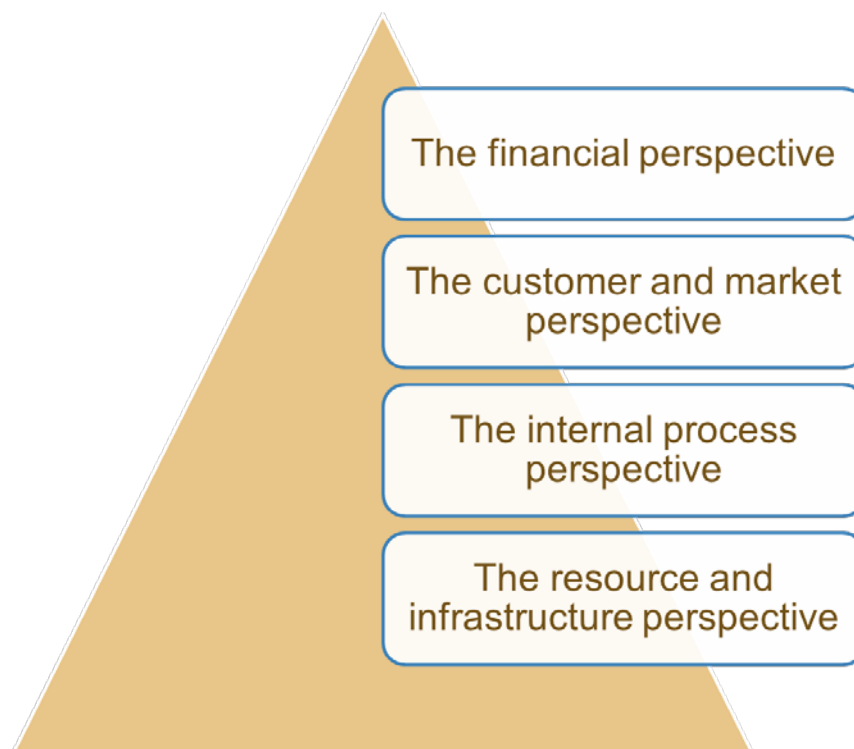 The financial perspective
The customer and market
perspective
The internal process
perspective
The resource and
infrastructure perspective